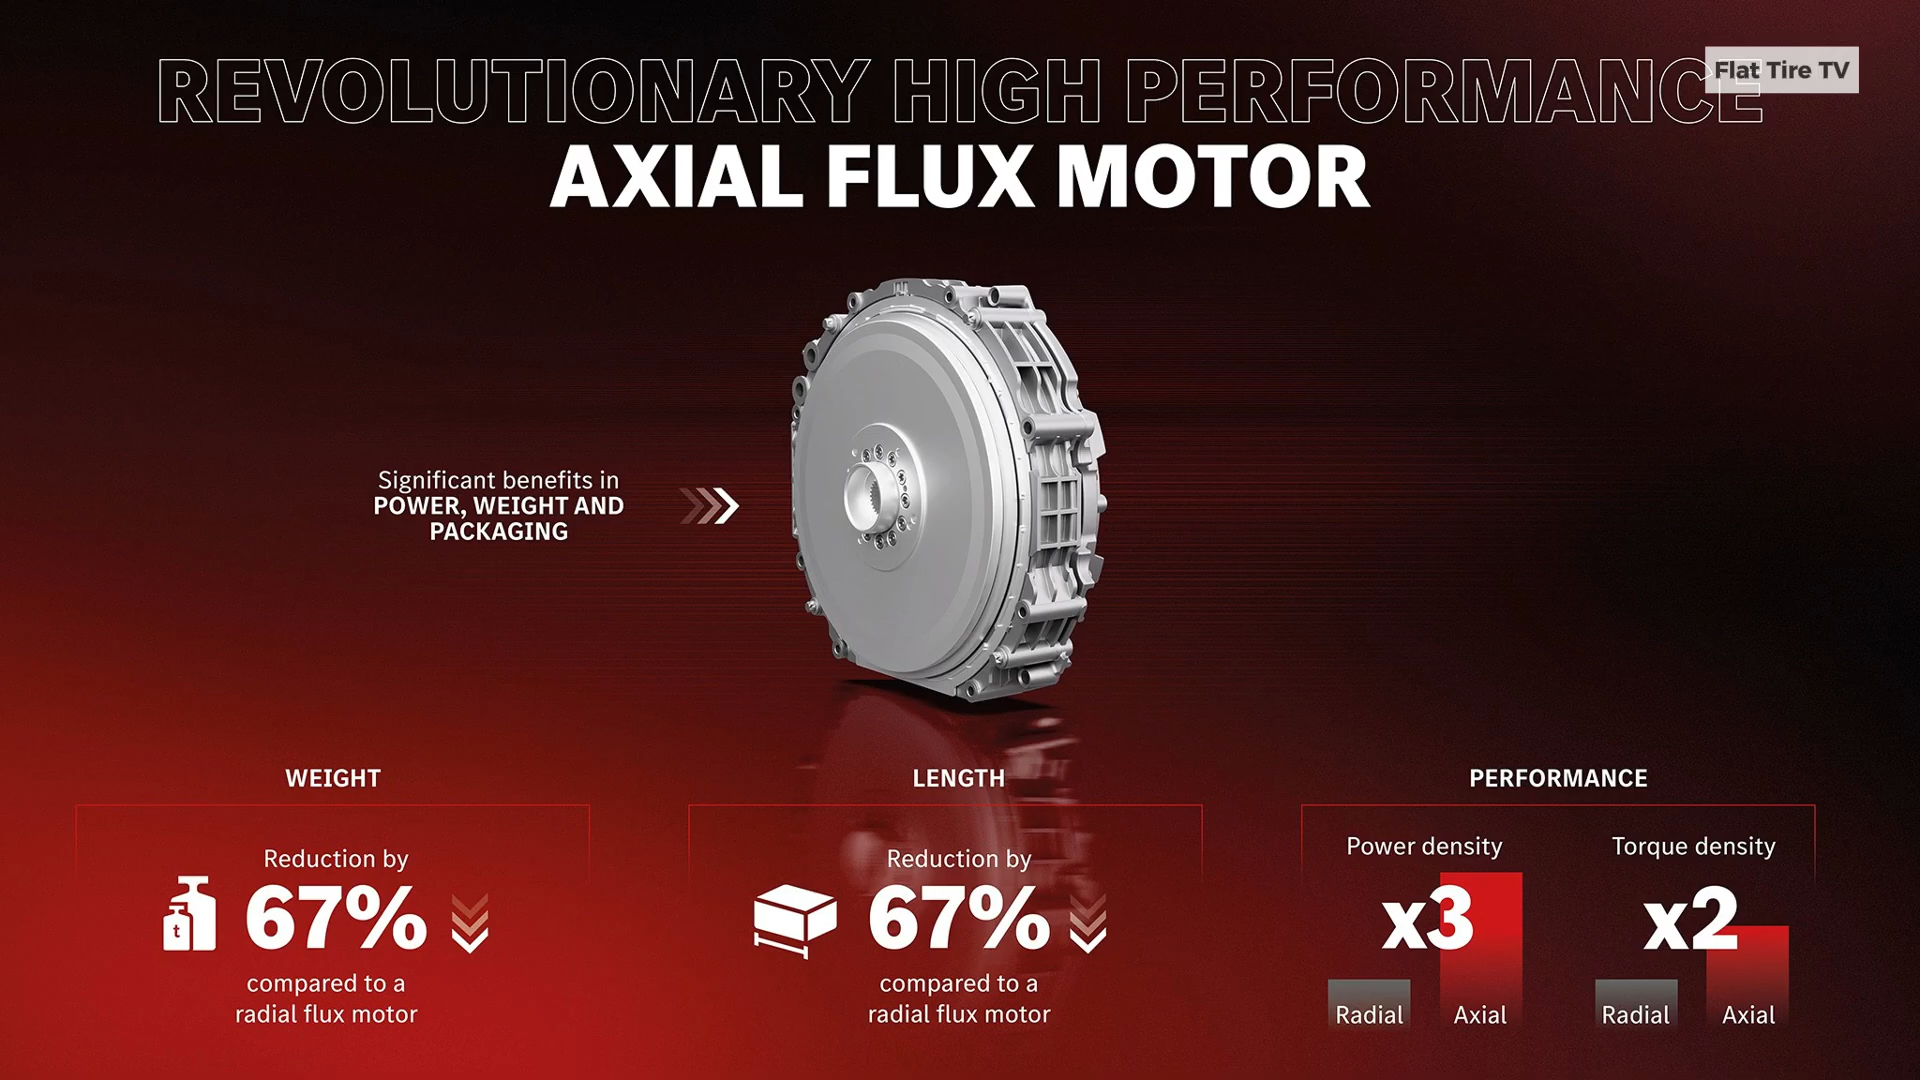 REVOLUTIONARY HIGH PERFORMANCE
Flat Tire TV
AXIAL FLUX MOTOR
Significant benefits in
POWER, WEIGHT AND
PACKAGING
WEIGHT
Reduction by
t
67%
compared to a
radial flux motor
LENGTH
Reduction by
67%
compared to a
radial flux motor
PERFORMANCE
Power density
x3
Radial
Axial
Torque density
x2
Radial
Axial